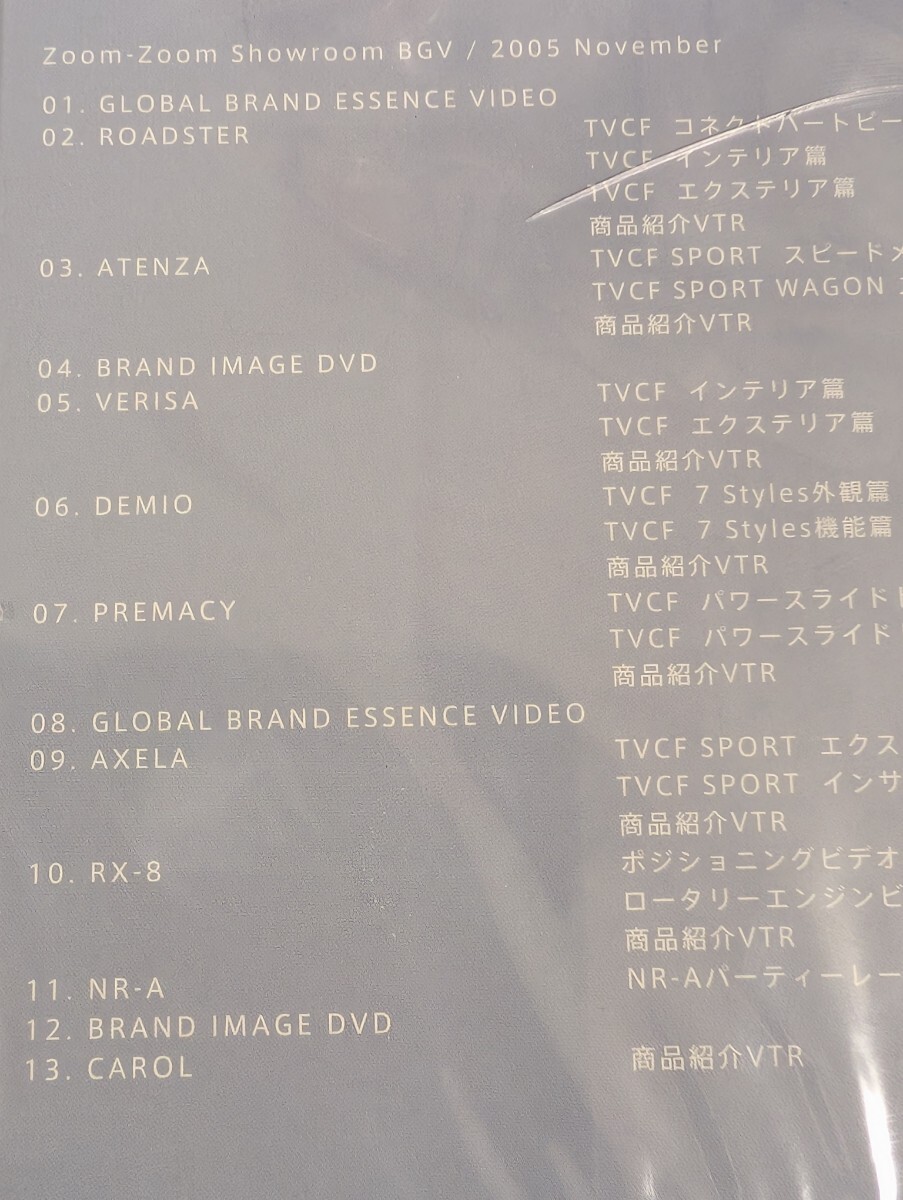 Zoom-Zoom Showroom BGV / 2005 November
01. GLOBAL BRAND ESSENCE VIDEO
02. ROADSTER TVCF コネクトハートビー
TVCF インテリア篇
TVCF エクステリア篇
商品紹介VTR
03. ATENZA TVCF SPORT スピード
TVCF SPORT WAGON
商品紹介VTR
04. BRAND IMAGE DVD
05. VERISA TVCF インテリア篇
TVCF エクステリア篇
商品紹介VTR
06. DEMIO TVCF 7 Styles外観篇
TVCF 7 Styles機能篇
商品紹介VTR
07. PREMACY TVCF パワースライド
TVCF パワースライド
商品紹介VTR
08. GLOBAL BRAND ESSENCE VIDEO
09. AXELA TVCF SPORT エクス
TVCF SPORT インサ
商品紹介VTR
10. RX-8 ポジショニングビデオ
ロータリーエンジンビ
商品紹介VTR
11. NR-A NR-Aパーティーレー
12. BRAND IMAGE DVD
13. CAROL 商品紹介VTR